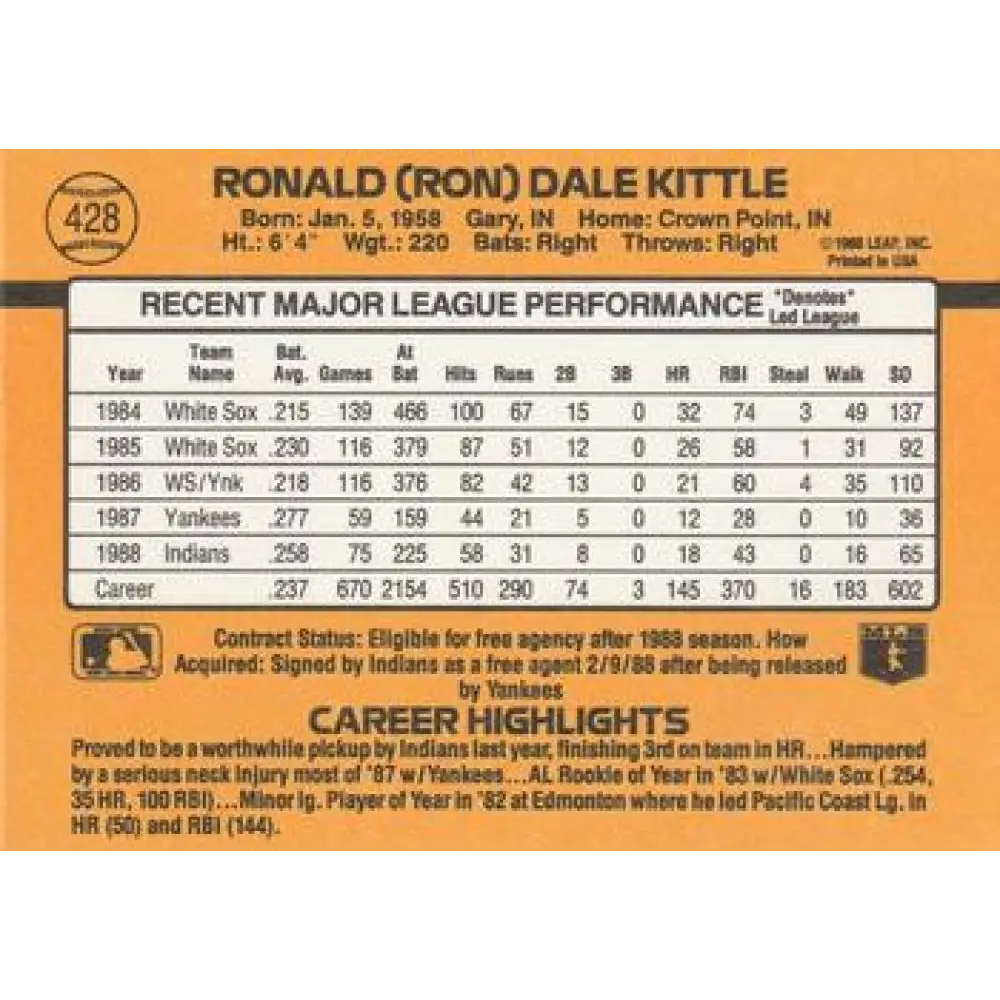 428
RONALD (RON) DALE KITTLE
Born: Jan. 5, 1958 Gary, IN Home: Crown Point, IN
Ht.: 6'4" Wgt.: 220 Bats: Right Throws: Right
©1988 LEAF, INC.
Printed in USA
RECENT MAJOR LEAGUE PERFORMANCE *Denotes*
Led League
Year Team Name Bat. Avg. Games At Bat Hits Runs 2B 3B HR RBI Steal Walk SO
1984 White Sox .215 139 466 100 67 15 0 32 74 3 49 137
1985 White Sox .230 116 379 87 51 12 0 26 58 1 31 92
1986 WS/Ynk .218 116 376 82 42 13 0 21 60 4 35 110
1987 Yankees .277 59 159 44 21 5 0 12 28 0 10 36
1988 Indians .258 75 225 58 31 8 0 18 43 0 16 65
Career .237 670 2154 510 290 74 3 145 370 16 183 602
Contract Status: Eligible for free agency after 1988 season. How
Acquired: Signed by Indians as a free agent 2/9/88 after being released
by Yankees
MLB
CAREER HIGHLIGHTS
Proved to be a worthwhile pickup by Indians last year, finishing 3rd on team in HR...Hampered
by a serious neck injury most of '87 w/Yankees...AL Rookie of Year in '83 w/White Sox (.254,
35 HR, 100 RBI)...Minor lg. Player of Year in '82 at Edmonton where he led Pacific Coast Lg. in
HR (50) and RBI (144).